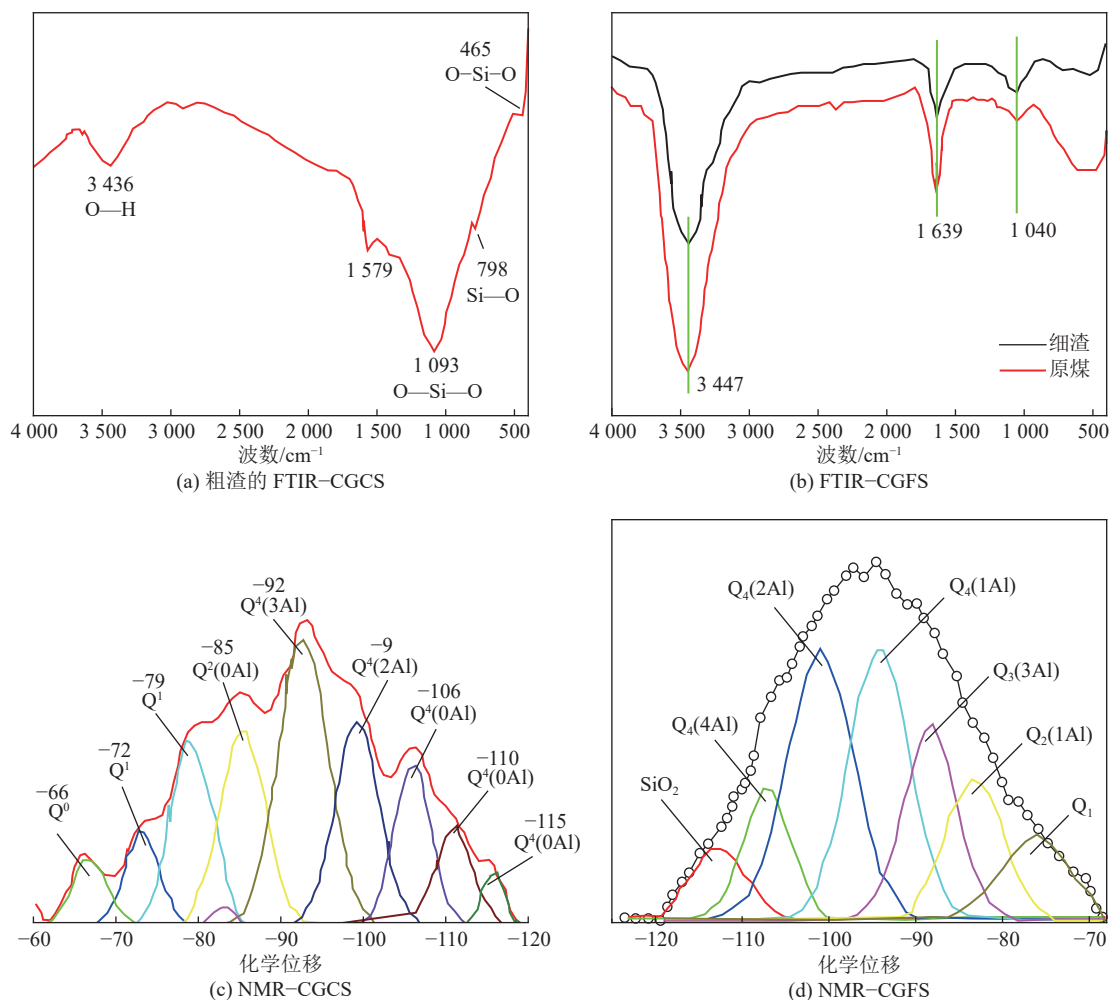 465
O−Si−O
3 436
O—H
1 579
798
Si—O
1 093
O—Si—O
4 000 3 500 3 000 2 500 2 000 1 500 1 000 500
波数/cm⁻¹
(a) 粗渣的 FTIR−CGCS
1 639
1 040
细渣
原煤
3 447
4 000 3 500 3 000 2 500 2 000 1 500 1 000 500
波数/cm⁻¹
(b) FTIR−CGFS
−92
Q⁴(3Al)
−85
Q²(0Al)
−9
Q⁴(2Al)
−79
Q¹
−106
Q⁴(0Al)
−72
Q¹
−110
Q⁴(0Al)
−66
Q⁰
−115
Q⁴(0Al)
−60 −70 −80 −90 −100 −110 −120
化学位移
(c) NMR−CGCS
Q₄(2Al)
Q₄(1Al)
Q₃(3Al)
Q₄(4Al)
Q₂(1Al)
SiO₂
Q₁
−120 −110 −100 −90 −80 −70
化学位移
(d) NMR−CGFS